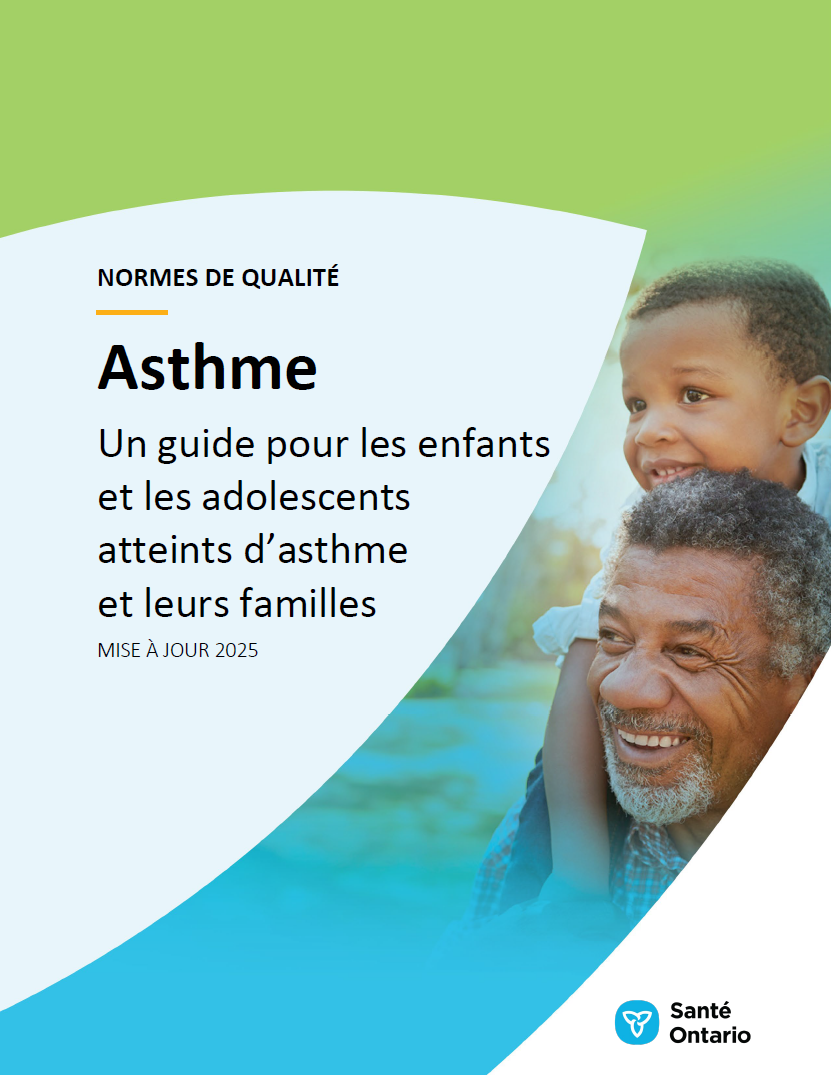 NORMES DE QUALITÉ
Asthme
Un guide pour les enfants
et les adolescents
atteints d’asthme
et leurs familles
MISE À JOUR 2025
Santé
Ontario